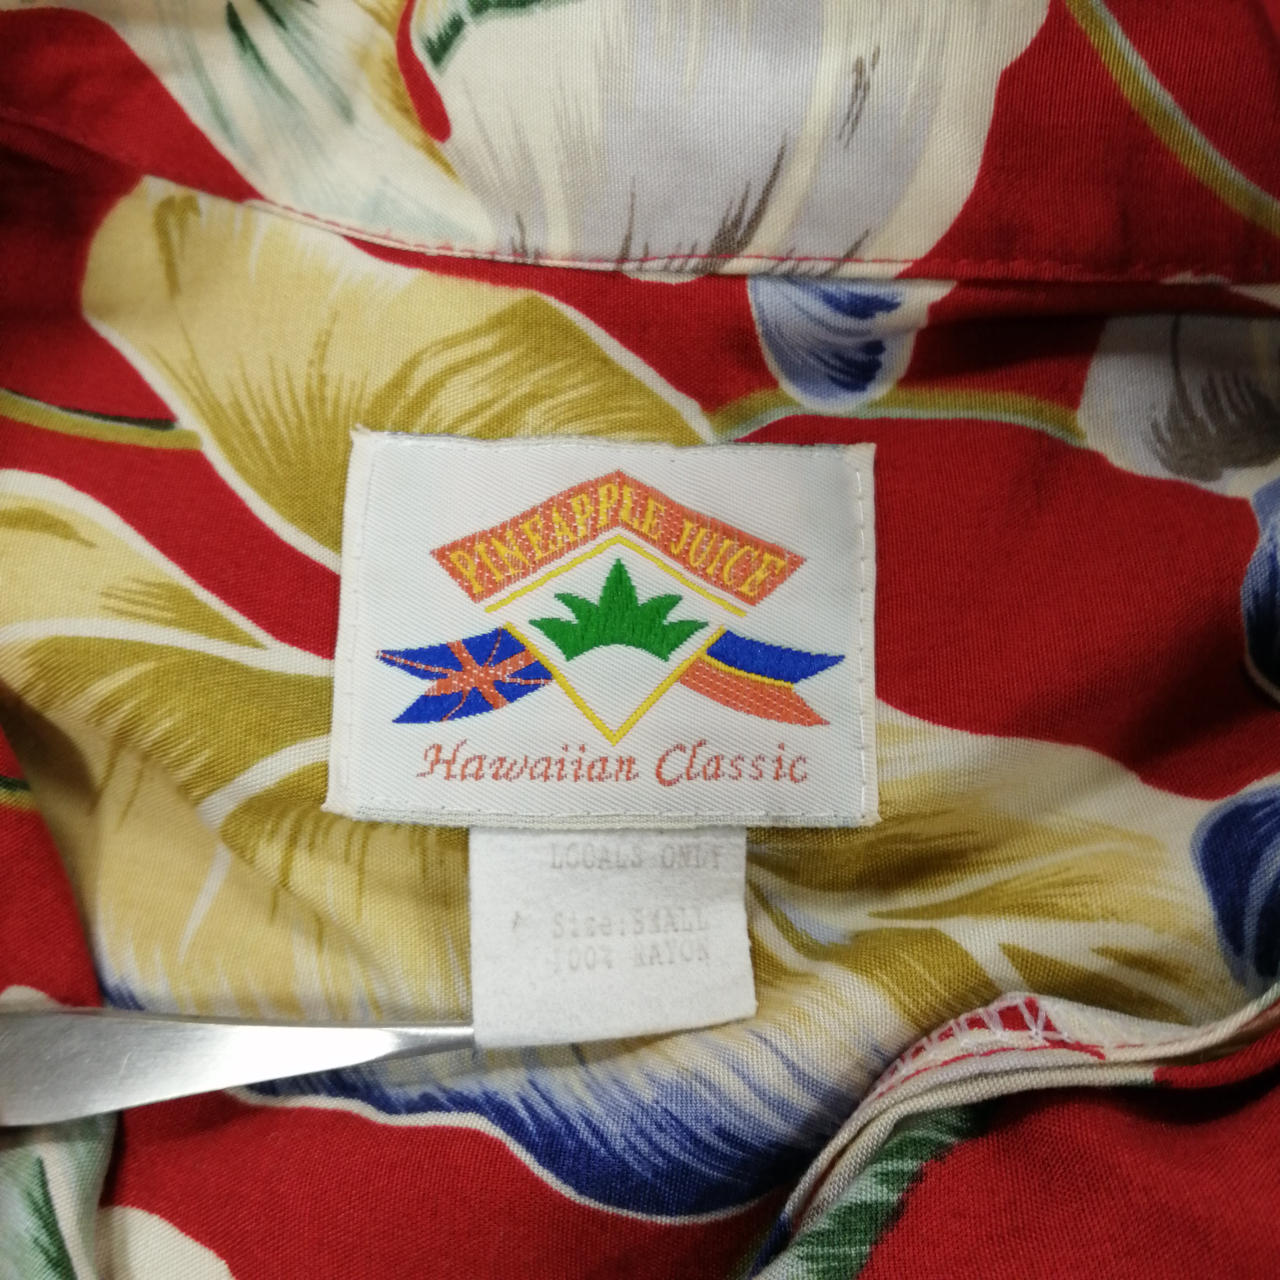 PINEAPPLE JUICE
Hawaiian Classic
LOCALS ONLY
Size:SMALL
100% RAYON